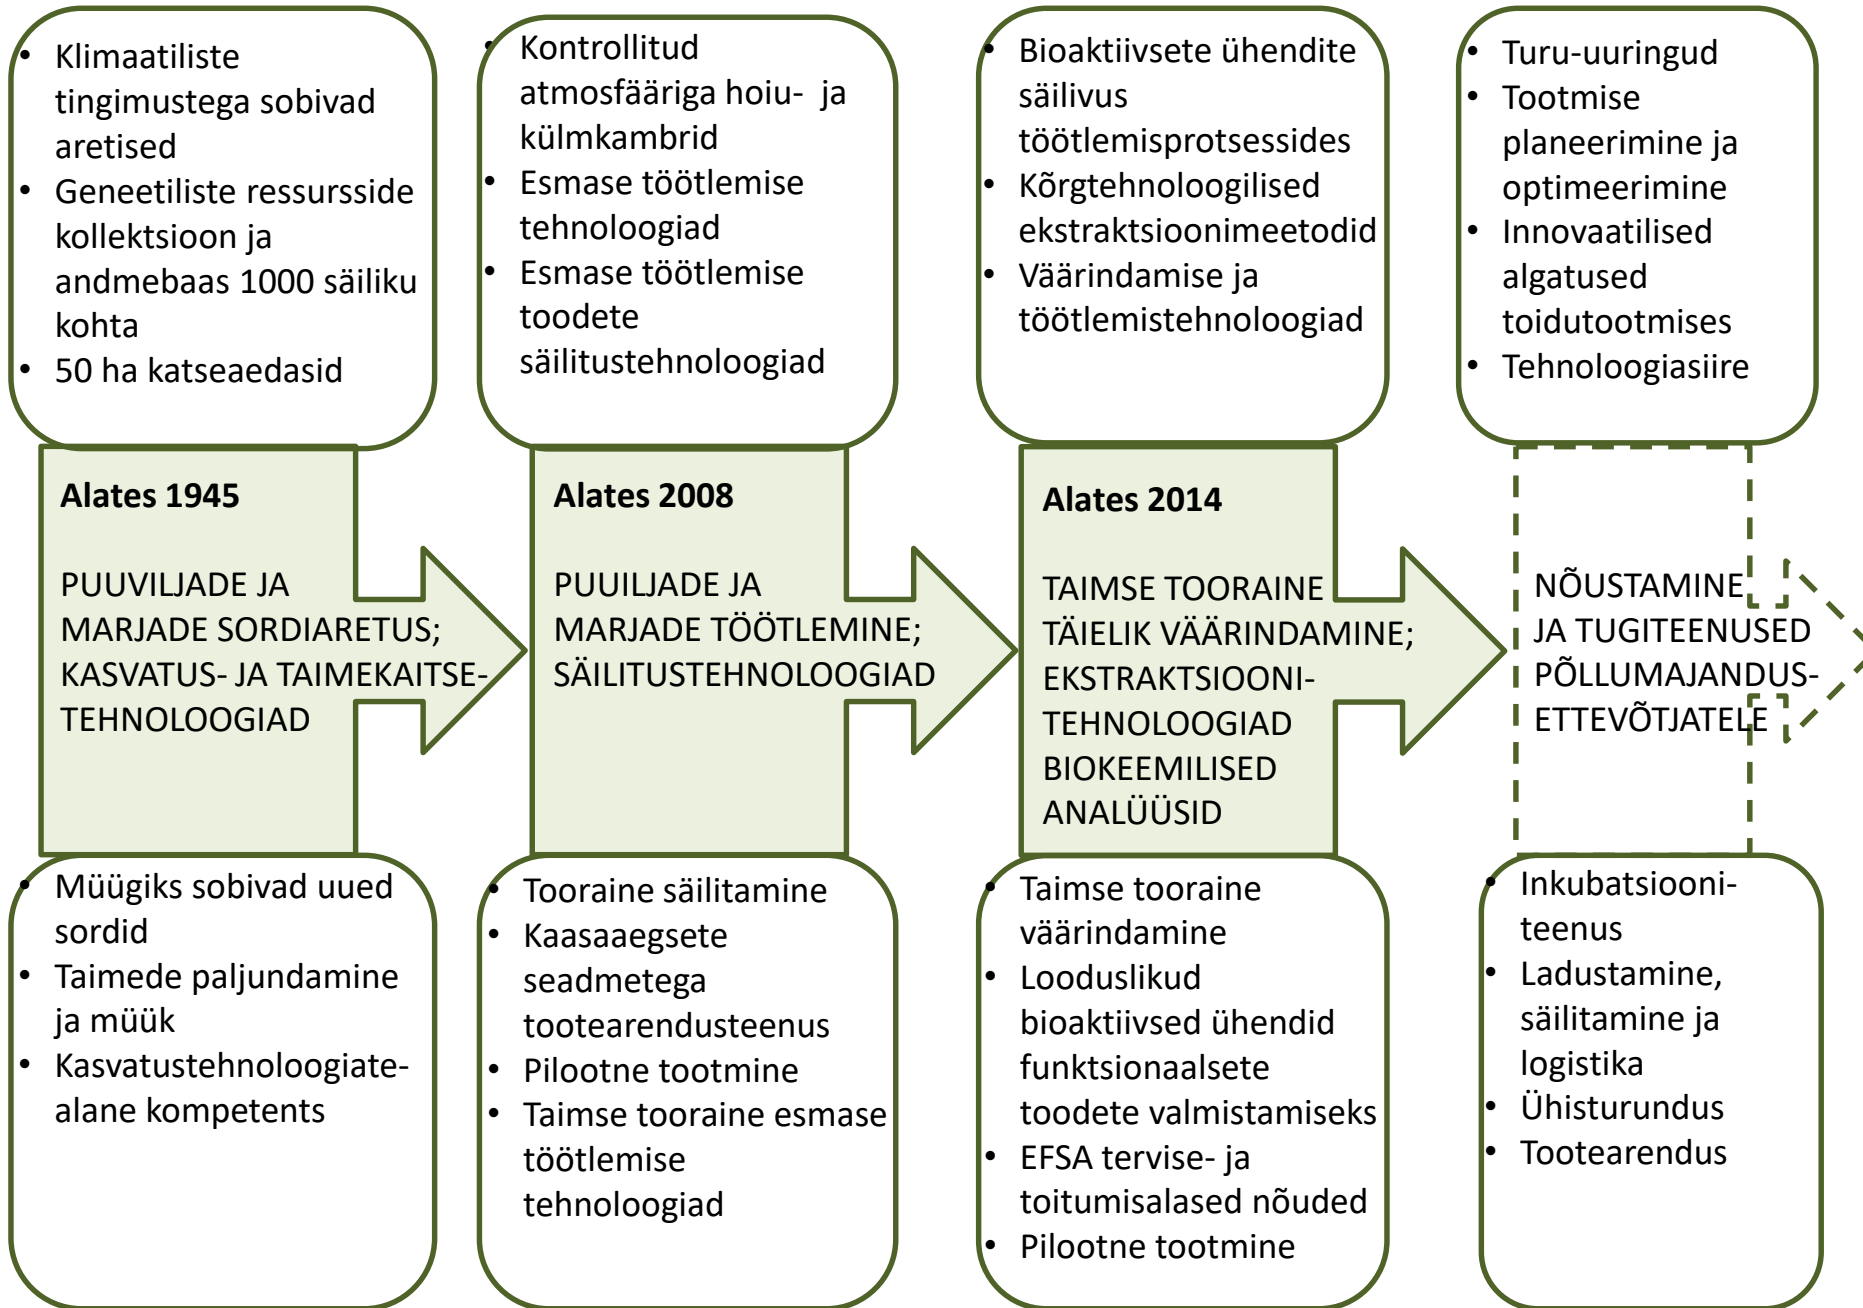 • Klimaatiliste
tingimustega sobivad
aretised
• Geneetiliste ressursside
kollektsioon ja
andmebaas 1000 säiliku
kohta
• 50 ha katseaedasid
• Kontrollitud
atmosfääriga hoiu- ja
külmkambrid
• Esmase töötlemise
tehnoloogiad
• Esmase töötlemise
toodete
säilitustehnoloogiad
• Bioaktiivsete ühendite
säilivus
töötlemisprotsessides
• Kõrgtehnoloogilised
ekstraktsioonimeetodid
• Väärindamise ja
töötlemistehnoloogiad
• Turu-uuringud
• Tootmise
planeerimine ja
optimeerimine
• Innovaatilised
algatused
toidutootmises
• Tehnoloogiasiire
Alates 1945
PUUVILJADE JA
MARJADE SORDIARETUS;
KASVATUS- JA TAIMEKAITSE-
TEHNOLOOGIAD
Alates 2008
PUUILJADE JA
MARJADE TÖÖTLEMINE;
SÄILITUSTEHNOLOOGIAD
Alates 2014
TAIMSE TOORAINE
TÄIELIK VÄÄRINDAMINE;
EKSTRAKTSIOONI-
TEHNOLOOGIAD
BIOKEEMILISED
ANALÜÜSID
NÕUSTAMINE
JA TUGITEENUSED
PÕLLUMAJANDUS-
ETTEVÕTJATELE
• Müügiks sobivad uued
sordid
• Taimede paljundamine
ja müük
• Kasvatustehnoloogiate-
alane kompetents
• Tooraine säilitamine
• Kaasaaegsete
seadmetega
tootearendusteenus
• Pilootne tootmine
• Taimse tooraine esmase
töötlemise
tehnoloogiad
• Taimse tooraine
väärindamine
• Looduslikud
bioaktiivsed ühendid
funktsionaalsete
toodete valmistamiseks
• EFSA tervise- ja
toitumisalased nõuded
• Pilootne tootmine
• Inkubatsiooni-
teenus
• Ladustamine,
säilitamine ja
logistika
• Ühisturundus
• Tootearendus